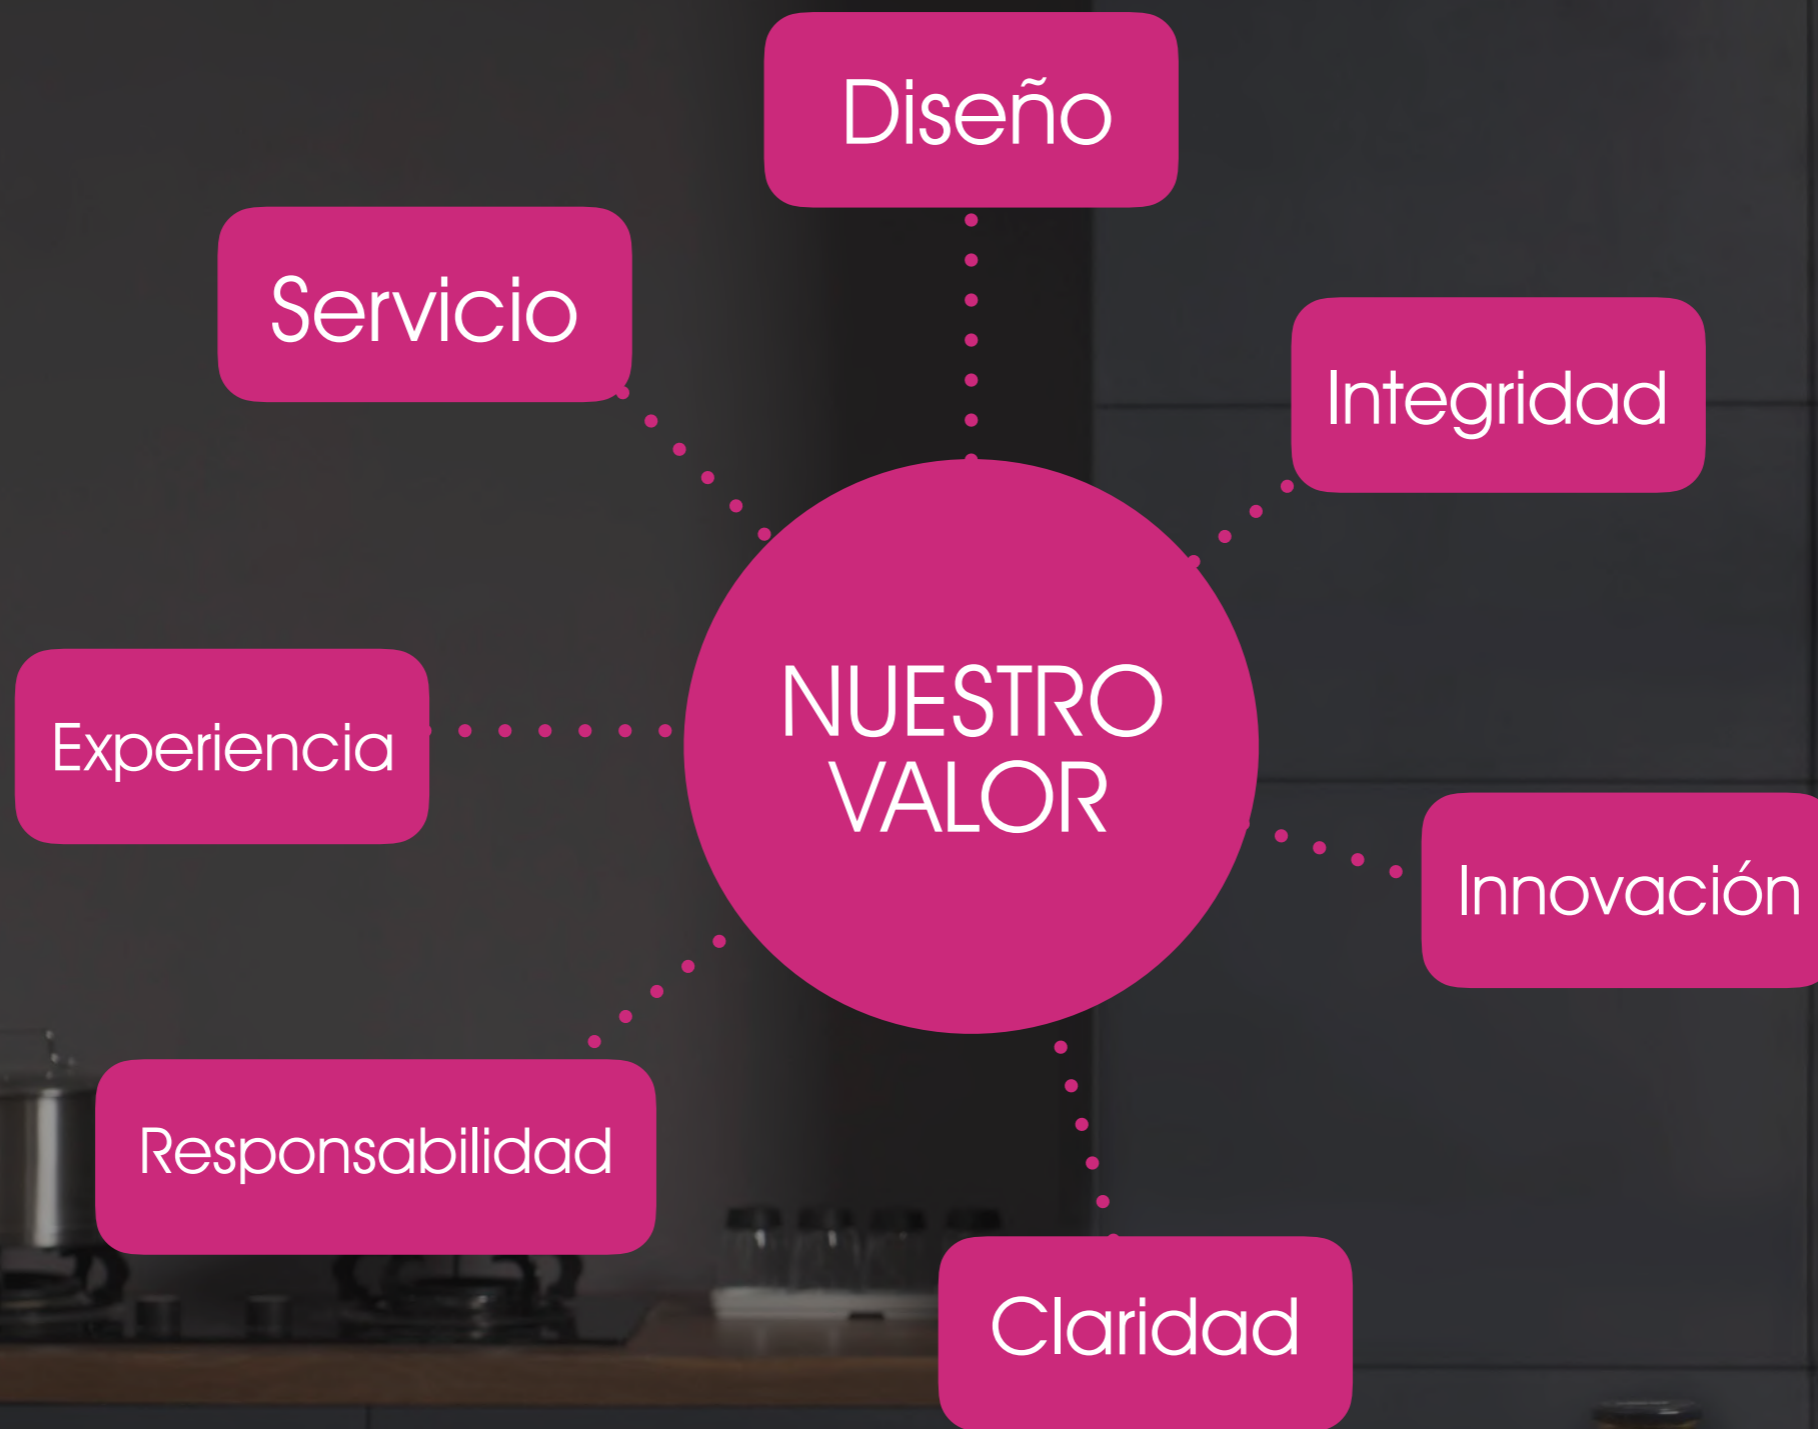 Diseño
Servicio
Integridad
NUESTRO
VALOR
Experiencia
Innovación
Responsabilidad
Claridad